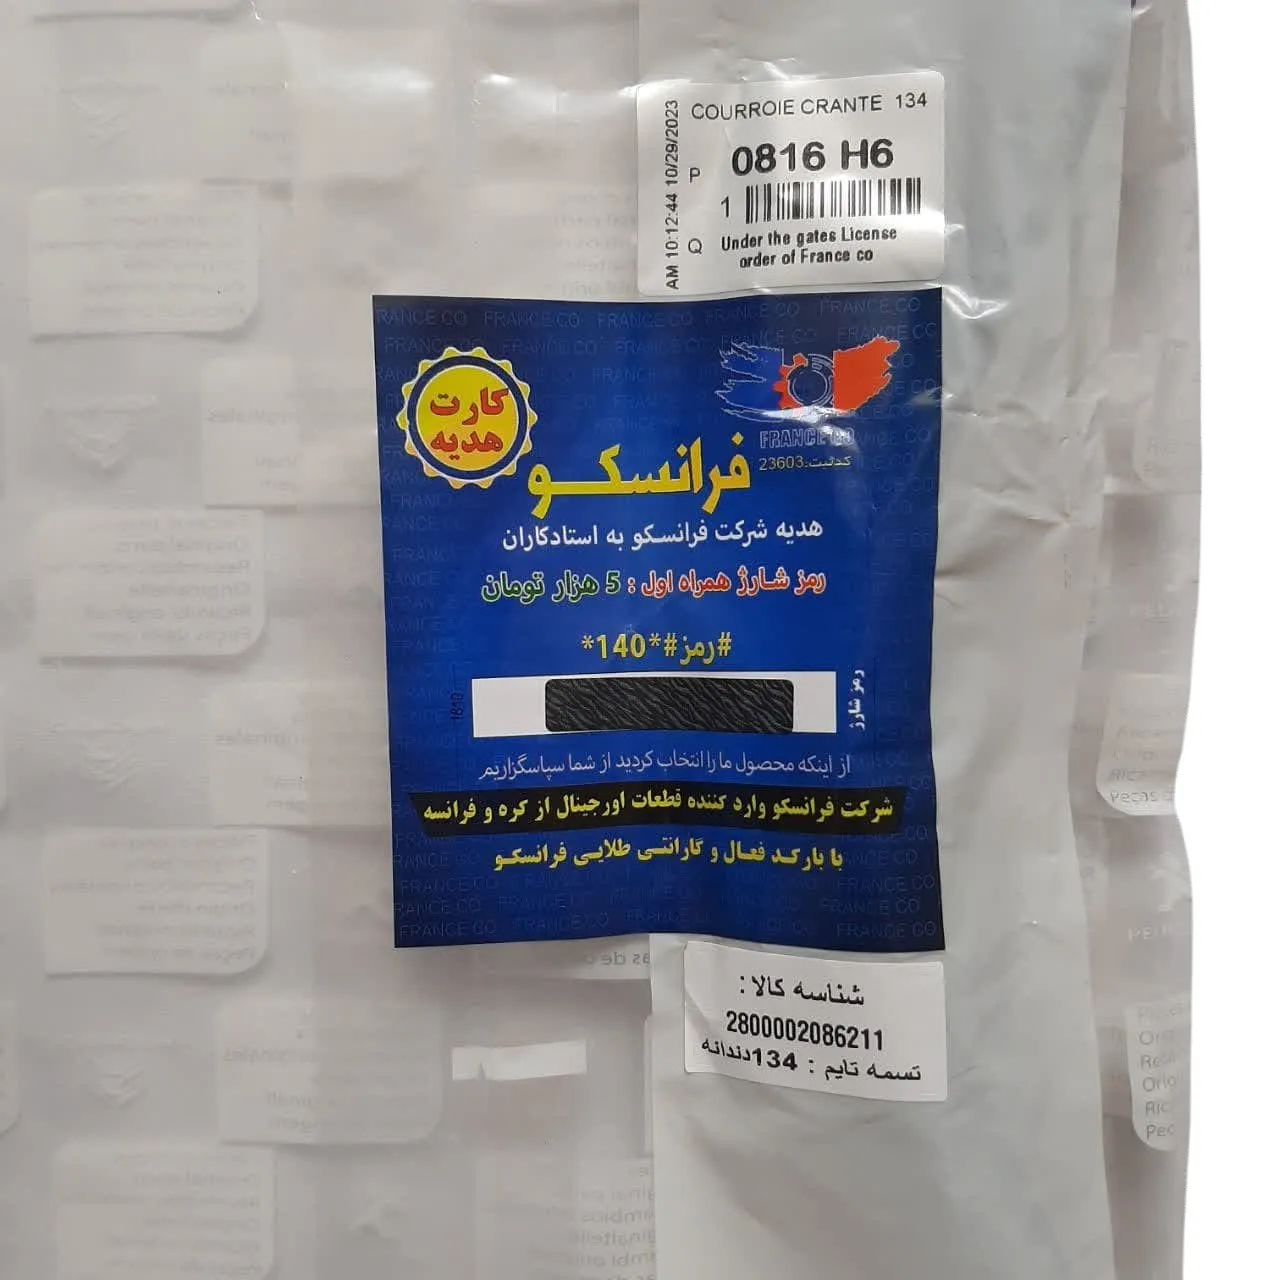 COURROIE CRANTE 134
AM 10:12:44 10/29/2023
P
0816 H6
1
Q
Under the gates License
order of France co
کارت
هدیه
FRANCE CO
کدثبت:23603
فرانسکو
هدیه شرکت فرانسکو به استادکاران
رمز شارژ همراه اول : 5 هزار تومان
*140*#رمز#
رمز شارژ
از اینکه محصول ما را انتخاب کردید از شما سپاسگزاریم
شرکت فرانسکو وارد کننده قطعات اورجینال از کره و فرانسه
با بارکد فعال و گارانتی طلایی فرانسکو
شناسه کالا :
2800002086211
تسمه تایم : 134دندانه